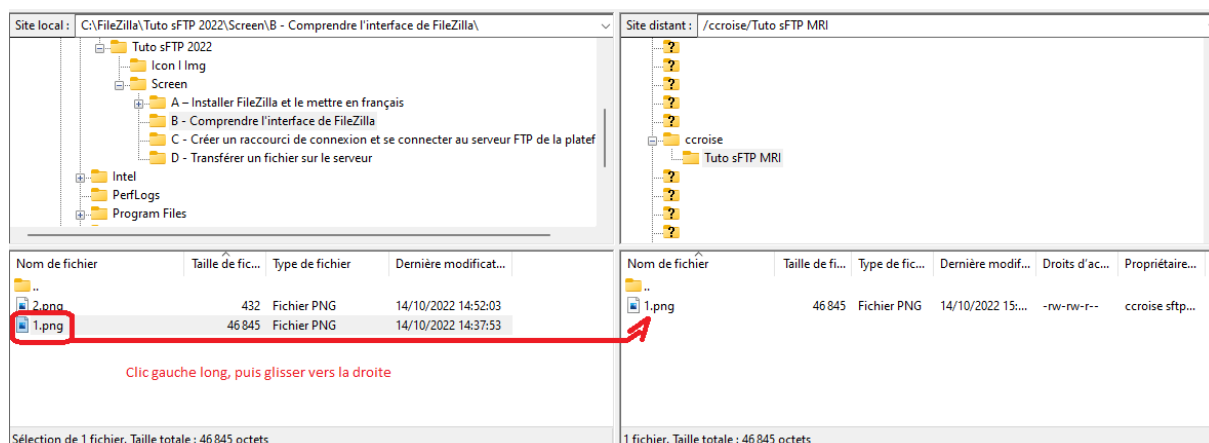 Site local : C:\FileZilla\Tuto sFTP 2022\Screen\B - Comprendre l'interface de FileZilla\
Tuto sFTP 2022
Icon I Img
Screen
A – Installer FileZilla et le mettre en français
B - Comprendre l'interface de FileZilla
C - Créer un raccourci de connexion et se connecter au serveur FTP de la platef
D - Transférer un fichier sur le serveur
Intel
PerfLogs
Program Files
Site distant : /ccroise/Tuto sFTP MRI
?
?
?
?
?
ccroise
Tuto sFTP MRI
?
?
?
?
Nom de fichier Taille de fic... Type de fichier Dernière modificat...
..
2.png 432 Fichier PNG 14/10/2022 14:52:03
1.png 46 845 Fichier PNG 14/10/2022 14:37:53
Clic gauche long, puis glisser vers la droite
Sélection de 1 fichier. Taille totale : 46 845 octets
Nom de fichier Taille de fi... Type de fic... Dernière modif... Droits d'ac... Propriétaire...
..
1.png 46 845 Fichier PNG 14/10/2022 15:... -rw-rw-r-- ccroise sftp...
1 fichier. Taille totale : 46 845 octets